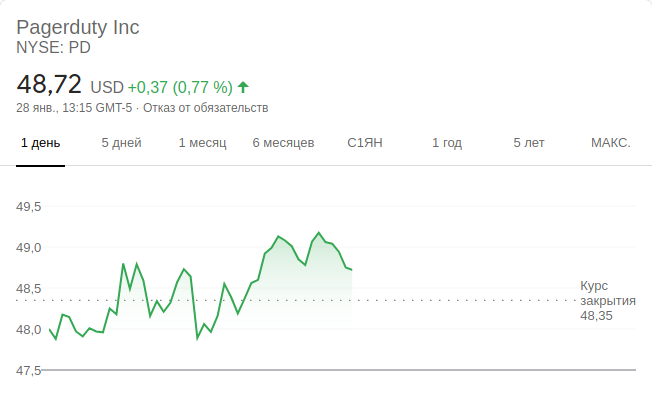 Pagerduty Inc
NYSE: PD
48,72 USD +0,37 (0,77 %)
28 янв., 13:15 GMT-5 · Отказ от обязательств
1 день 5 дней 1 месяц 6 месяцев С1ЯН 1 год 5 лет МАКС.
49,5
49,0
48,5
Курс
закрытия
48,35
48,0
47,5